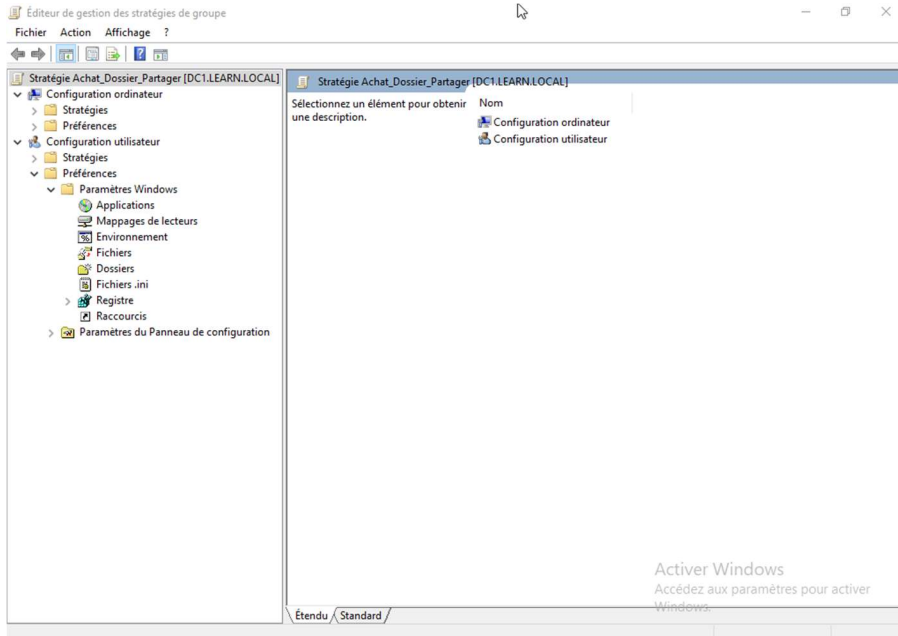 Éditeur de gestion des stratégies de groupe
Fichier Action Affichage ?
Stratégie Achat_Dossier_Partager [DC1.LEARN.LOCAL]
Configuration ordinateur
Stratégies
Préférences
Configuration utilisateur
Stratégies
Préférences
Paramètres Windows
Applications
Mappages de lecteurs
Environnement
Fichiers
Dossiers
Fichiers .ini
Registre
Raccourcis
Paramètres du Panneau de configuration
Stratégie Achat_Dossier_Partager [DC1.LEARN.LOCAL]
Sélectionnez un élément pour obtenir
une description.
Nom
Configuration ordinateur
Configuration utilisateur
Activer Windows
Accédez aux paramètres pour activer
Windows.
Étendu Standard